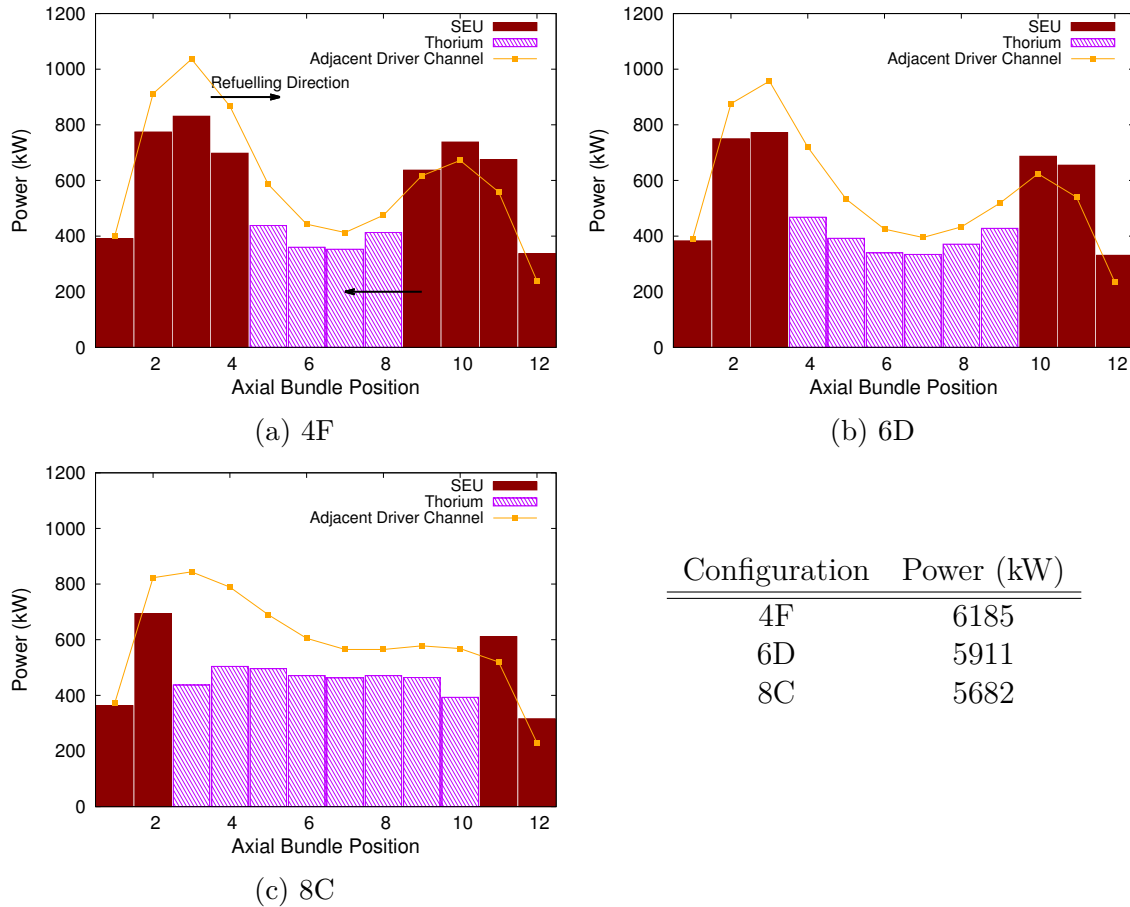 1200
1000
800
600
400
200
0
Power (kW)
SEU
Thorium
Adjacent Driver Channel
Refuelling Direction
2 4 6 8 10 12
Axial Bundle Position
(a) 4F
1200
1000
800
600
400
200
0
Power (kW)
SEU
Thorium
Adjacent Driver Channel
2 4 6 8 10 12
Axial Bundle Position
(b) 6D
1200
1000
800
600
400
200
0
Power (kW)
SEU
Thorium
Adjacent Driver Channel
2 4 6 8 10 12
Axial Bundle Position
(c) 8C
Configuration Power (kW)
4F 6185
6D 5911
8C 5682